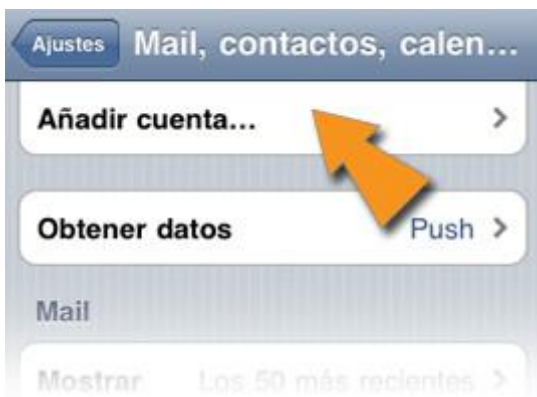 Ajustes Mail, contactos, calen...
Añadir cuenta...
Obtener datos Push
Mail
Mostrar Los 50 más recientes